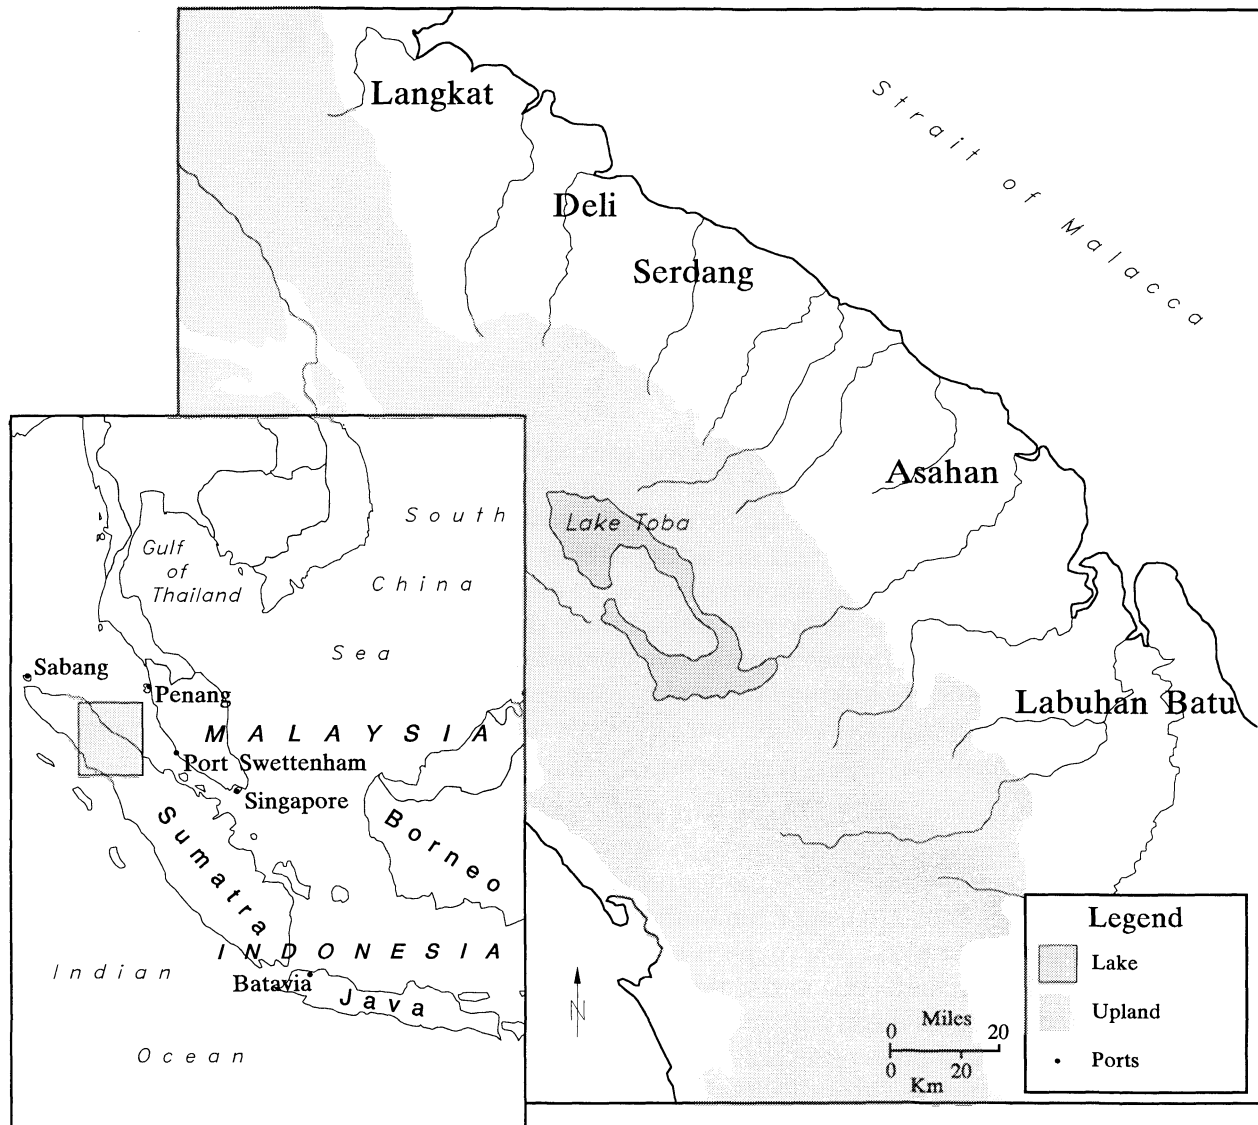 Langkat
Deli
Serdang
Asahan
Labuhan Batu
Lake Toba
Strait of Malacca
South
China
Sea
Gulf
of
Thailand
Sabang
Penang
MALAYSIA
Port Swettenham
Singapore
Sumatra
Borneo
INDONESIA
Batavia
Java
Indian
Ocean
N
Miles
0 20
0 20
Km
Legend
Lake
Upland
Ports